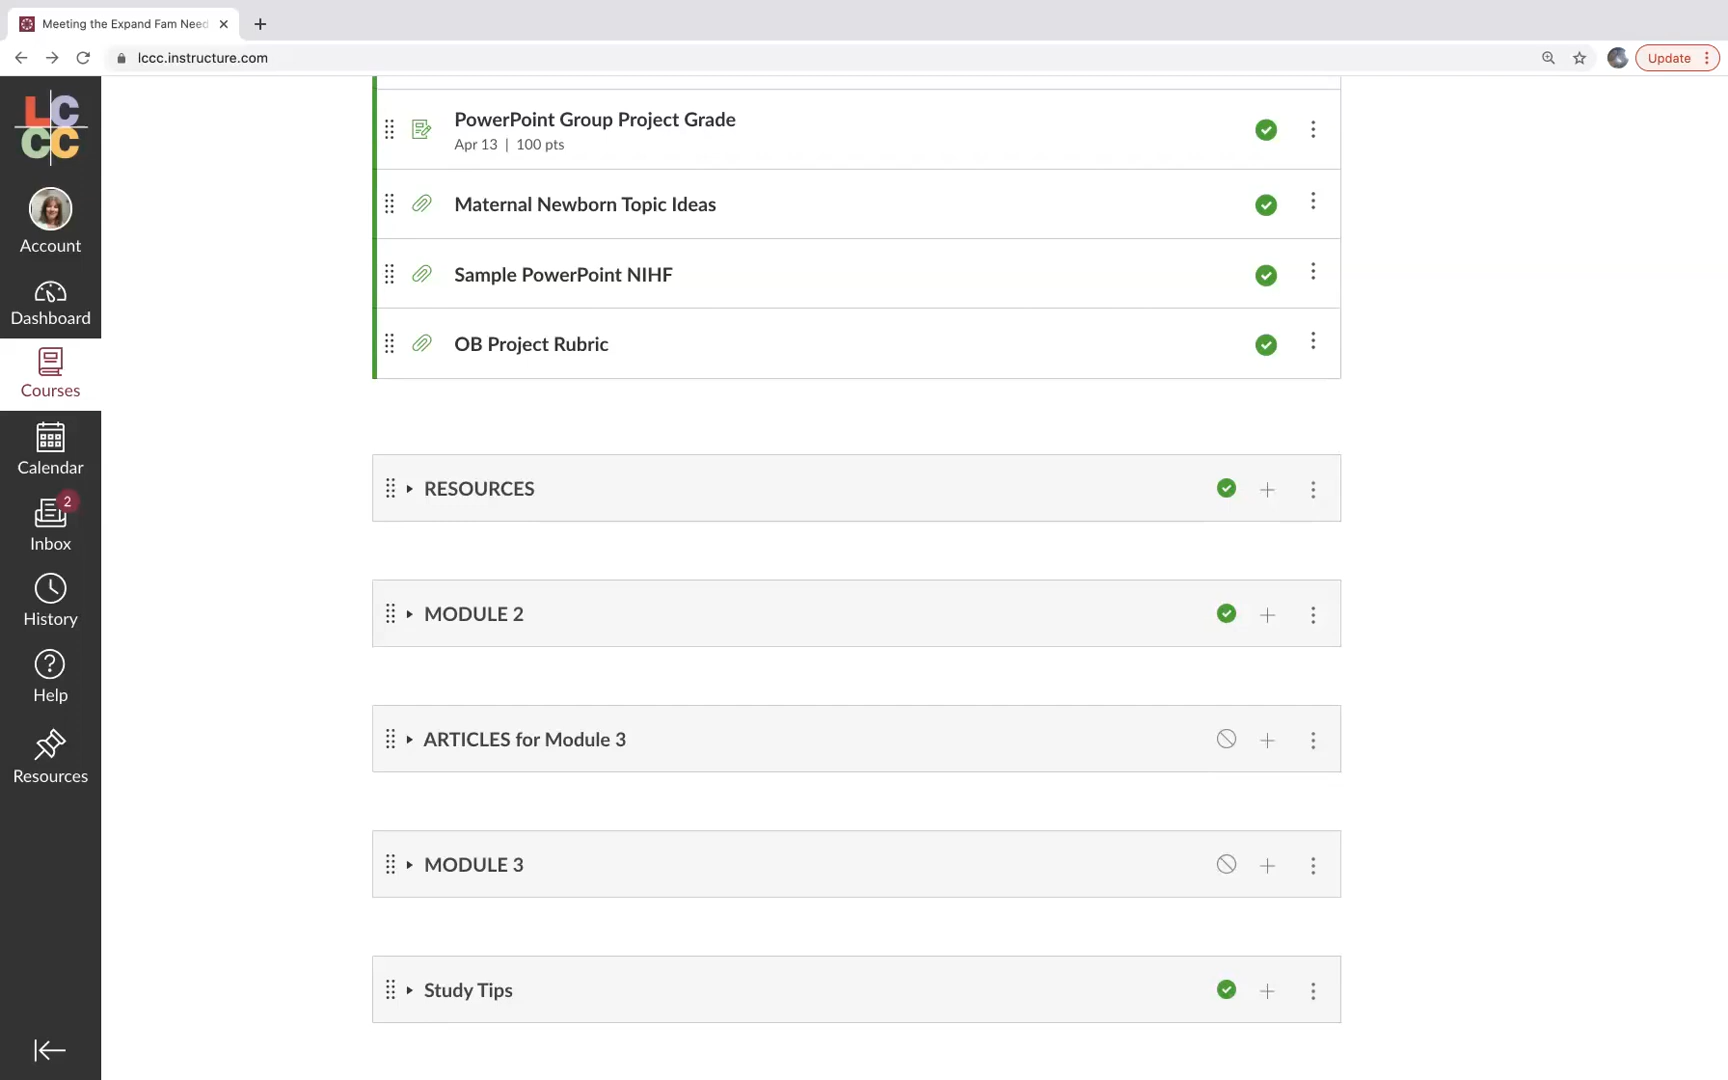 Meeting the Expand Fam Need
lccc.instructure.com
Update
LC
CC
Account
Dashboard
Courses
Calendar
2
Inbox
History
Help
Resources
PowerPoint Group Project Grade
Apr 13 | 100 pts
Maternal Newborn Topic Ideas
Sample PowerPoint NIHF
OB Project Rubric
RESOURCES
MODULE 2
ARTICLES for Module 3
MODULE 3
Study Tips